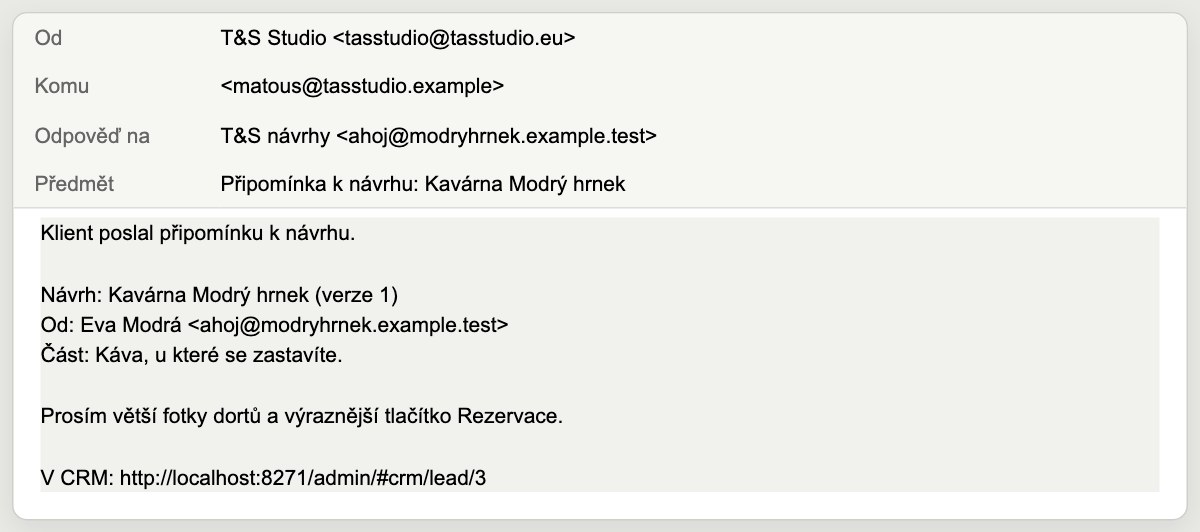 Od T&S Studio <tasstudio@tasstudio.eu>
Komu <matous@tasstudio.example>
Odpověď na T&S návrhy <ahoj@modryhrnek.example.test>
Předmět Připomínka k návrhu: Kavárna Modrý hrnek
Klient poslal připomínku k návrhu.
Návrh: Kavárna Modrý hrnek (verze 1)
Od: Eva Modrá <ahoj@modryhrnek.example.test>
Část: Káva, u které se zastavíte.
Prosím větší fotky dortů a výraznější tlačítko Rezervace.
V CRM: http://localhost:8271/admin/#crm/lead/3